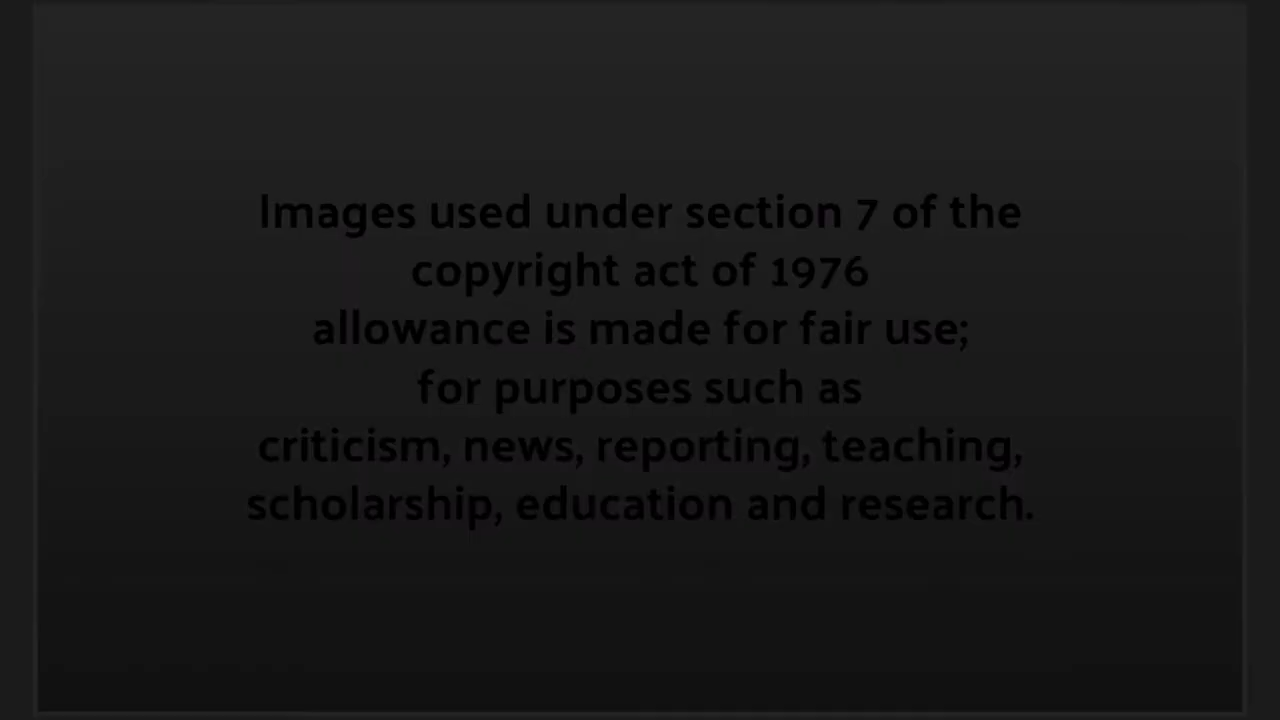 Images used under section 7 of the
copyright act of 1976
allowance is made for fair use;
for purposes such as
criticism, news, reporting, teaching,
scholarship, education and research.